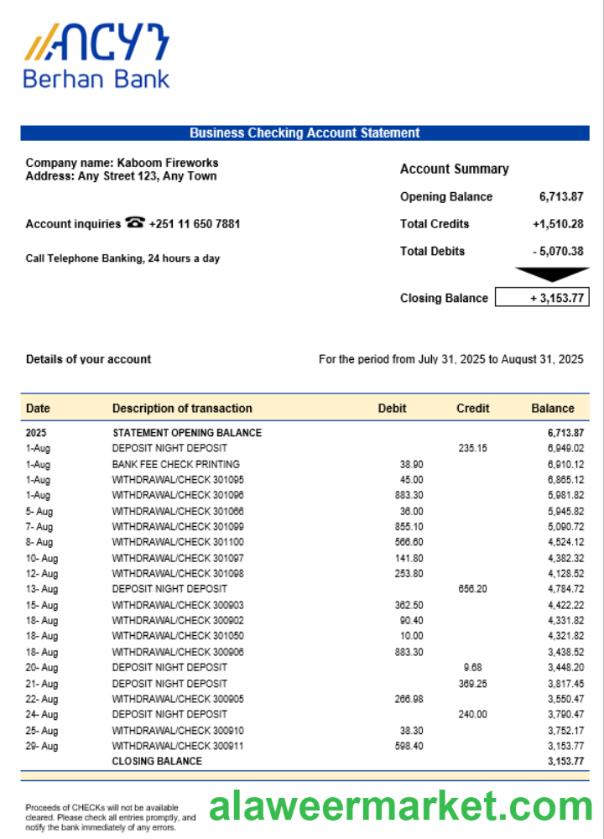 Berhan Bank
Business Checking Account Statement
Company name: Kaboom Fireworks
Address: Any Street 123, Any Town
Account inquiries ☎ +251 11 650 7881
Call Telephone Banking, 24 hours a day
Account Summary
Opening Balance 6,713.87
Total Credits +1,510.28
Total Debits - 5,070.38
Closing Balance + 3,153.77
Details of your account For the period from July 31, 2025 to August 31, 2025
Date Description of transaction Debit Credit Balance
2025 STATEMENT OPENING BALANCE 6,713.87
1-Aug DEPOSIT NIGHT DEPOSIT 235.15 6,949.02
1-Aug BANK FEE CHECK PRINTING 38.90 6,910.12
1-Aug WITHDRAWAL/CHECK 301095 45.00 6,865.12
1-Aug WITHDRAWAL/CHECK 301096 883.30 5,981.82
5- Aug WITHDRAWAL/CHECK 301066 36.00 5,945.82
7- Aug WITHDRAWAL/CHECK 301099 855.10 5,090.72
8- Aug WITHDRAWAL/CHECK 301100 566.60 4,524.12
10- Aug WITHDRAWAL/CHECK 301097 141.80 4,382.32
12- Aug WITHDRAWAL/CHECK 301098 253.80 4,128.52
13- Aug DEPOSIT NIGHT DEPOSIT 656.20 4,784.72
15- Aug WITHDRAWAL/CHECK 300903 362.50 4,422.22
18- Aug WITHDRAWAL/CHECK 300902 90.40 4,331.82
18- Aug WITHDRAWAL/CHECK 301050 10.00 4,321.82
18- Aug WITHDRAWAL/CHECK 300906 883.30 3,438.52
20- Aug DEPOSIT NIGHT DEPOSIT 9.68 3,448.20
21- Aug DEPOSIT NIGHT DEPOSIT 369.25 3,817.45
22- Aug WITHDRAWAL/CHECK 300905 266.98 3,550.47
24- Aug DEPOSIT NIGHT DEPOSIT 240.00 3,790.47
25- Aug WITHDRAWAL/CHECK 300910 38.30 3,752.17
29- Aug WITHDRAWAL/CHECK 300911 598.40 3,153.77
CLOSING BALANCE 3,153.77
Proceeds of CHECKs will not be available
cleared. Please check all entries promptly, and
notify the bank immediately of any errors.
alaweermarket.com